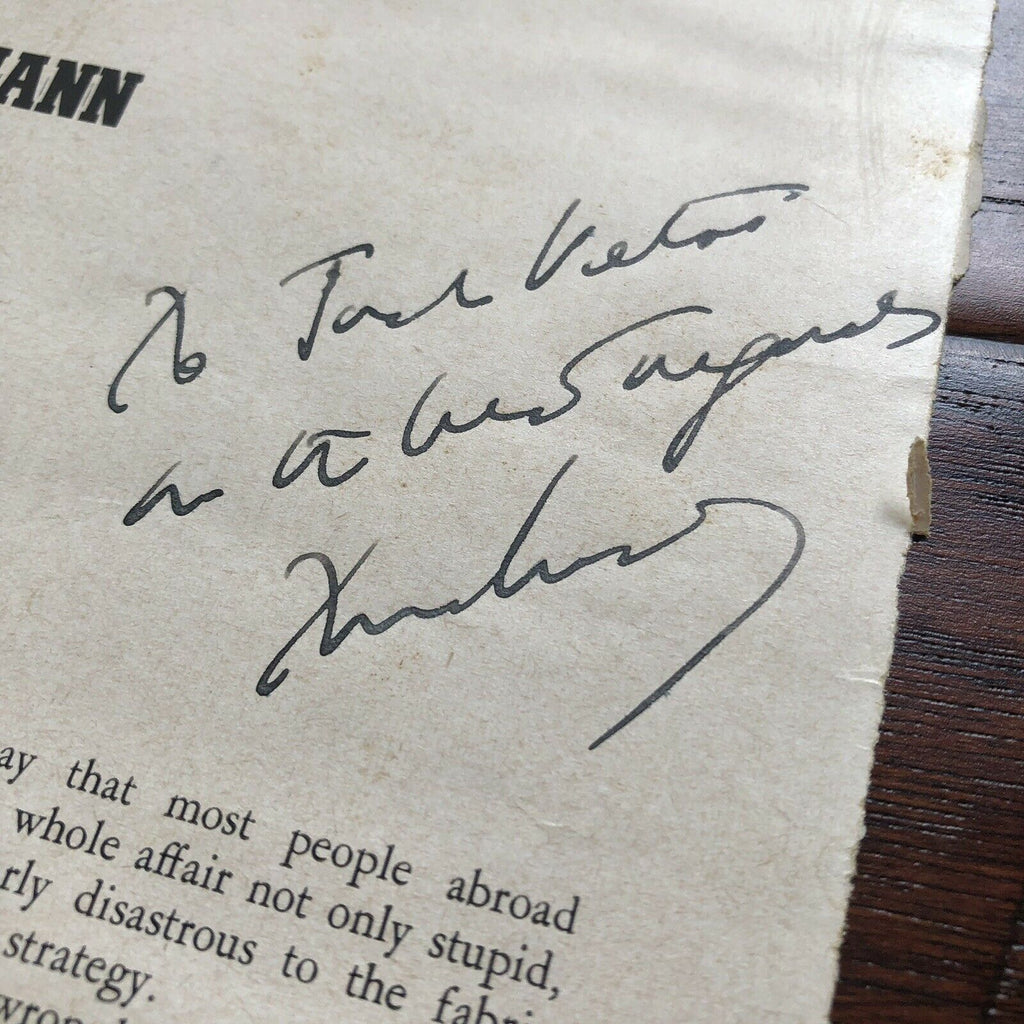 ANN
To Jack Victor
with best regards
ay that most people abroad
whole affair not only stupid,
rly disastrous to the fabri
strategy.